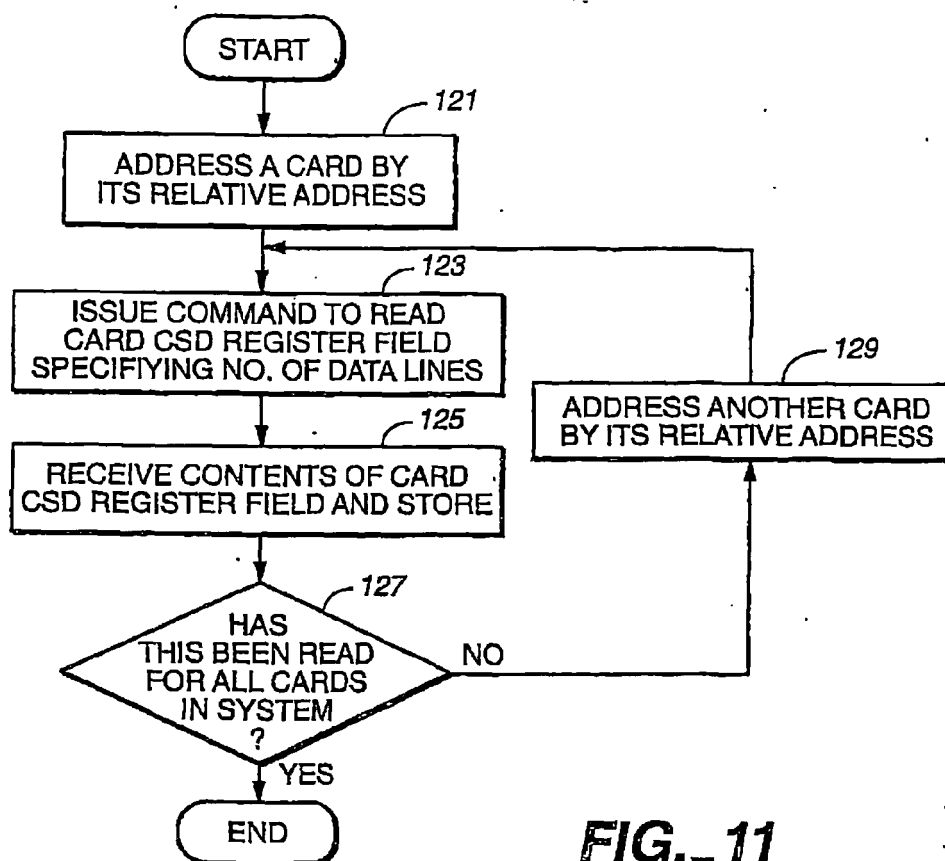 START
121
ADDRESS A CARD BY
ITS RELATIVE ADDRESS
123
ISSUE COMMAND TO READ
CARD CSD REGISTER FIELD
SPECIFIYING NO. OF DATA LINES
129
ADDRESS ANOTHER CARD
BY ITS RELATIVE ADDRESS
125
RECEIVE CONTENTS OF CARD
CSD REGISTER FIELD AND STORE
127
HAS
THIS BEEN READ
FOR ALL CARDS
IN SYSTEM
?
NO
YES
END
FIG._11